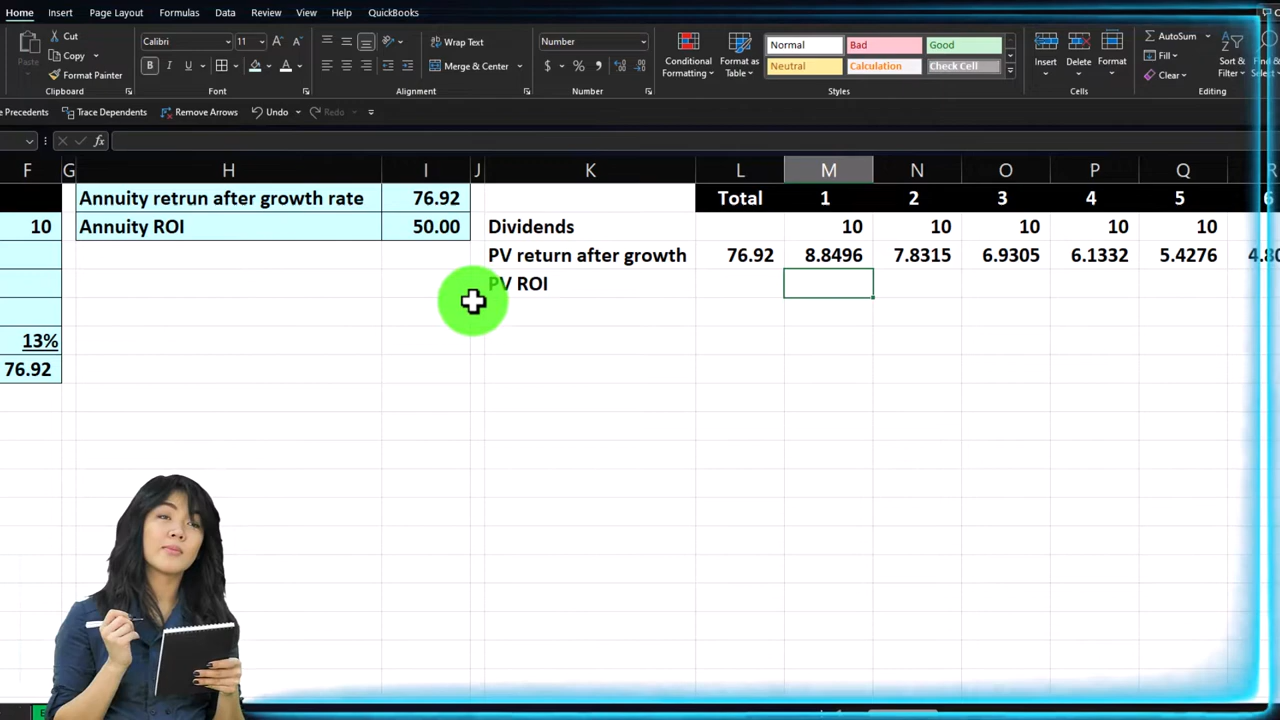 Home Insert Page Layout Formulas Data Review View Help QuickBooks
Cut
Copy
Format Painter
Paste
Clipboard
Calibri 11
B I U
Font
Wrap Text
Merge & Center
Alignment
Number
$ % 9
Number
Conditional Formatting
Format as Table
Normal Bad Good
Neutral Calculation Check Cell
Styles
Insert Delete Format
Cells
AutoSum
Fill
Clear
Sort &
Filter
Find &
Editing
Precedents Trace Dependents Remove Arrows Undo Redo
fx
F G H I J K L M N O P Q R
Annuity retrun after growth rate 76.92 Total 1 2 3 4 5 6
10 Annuity ROI 50.00 Dividends 10 10 10 10 10
PV return after growth 76.92 8.8496 7.8315 6.9305 6.1332 5.4276
PV ROI
13%
76.92